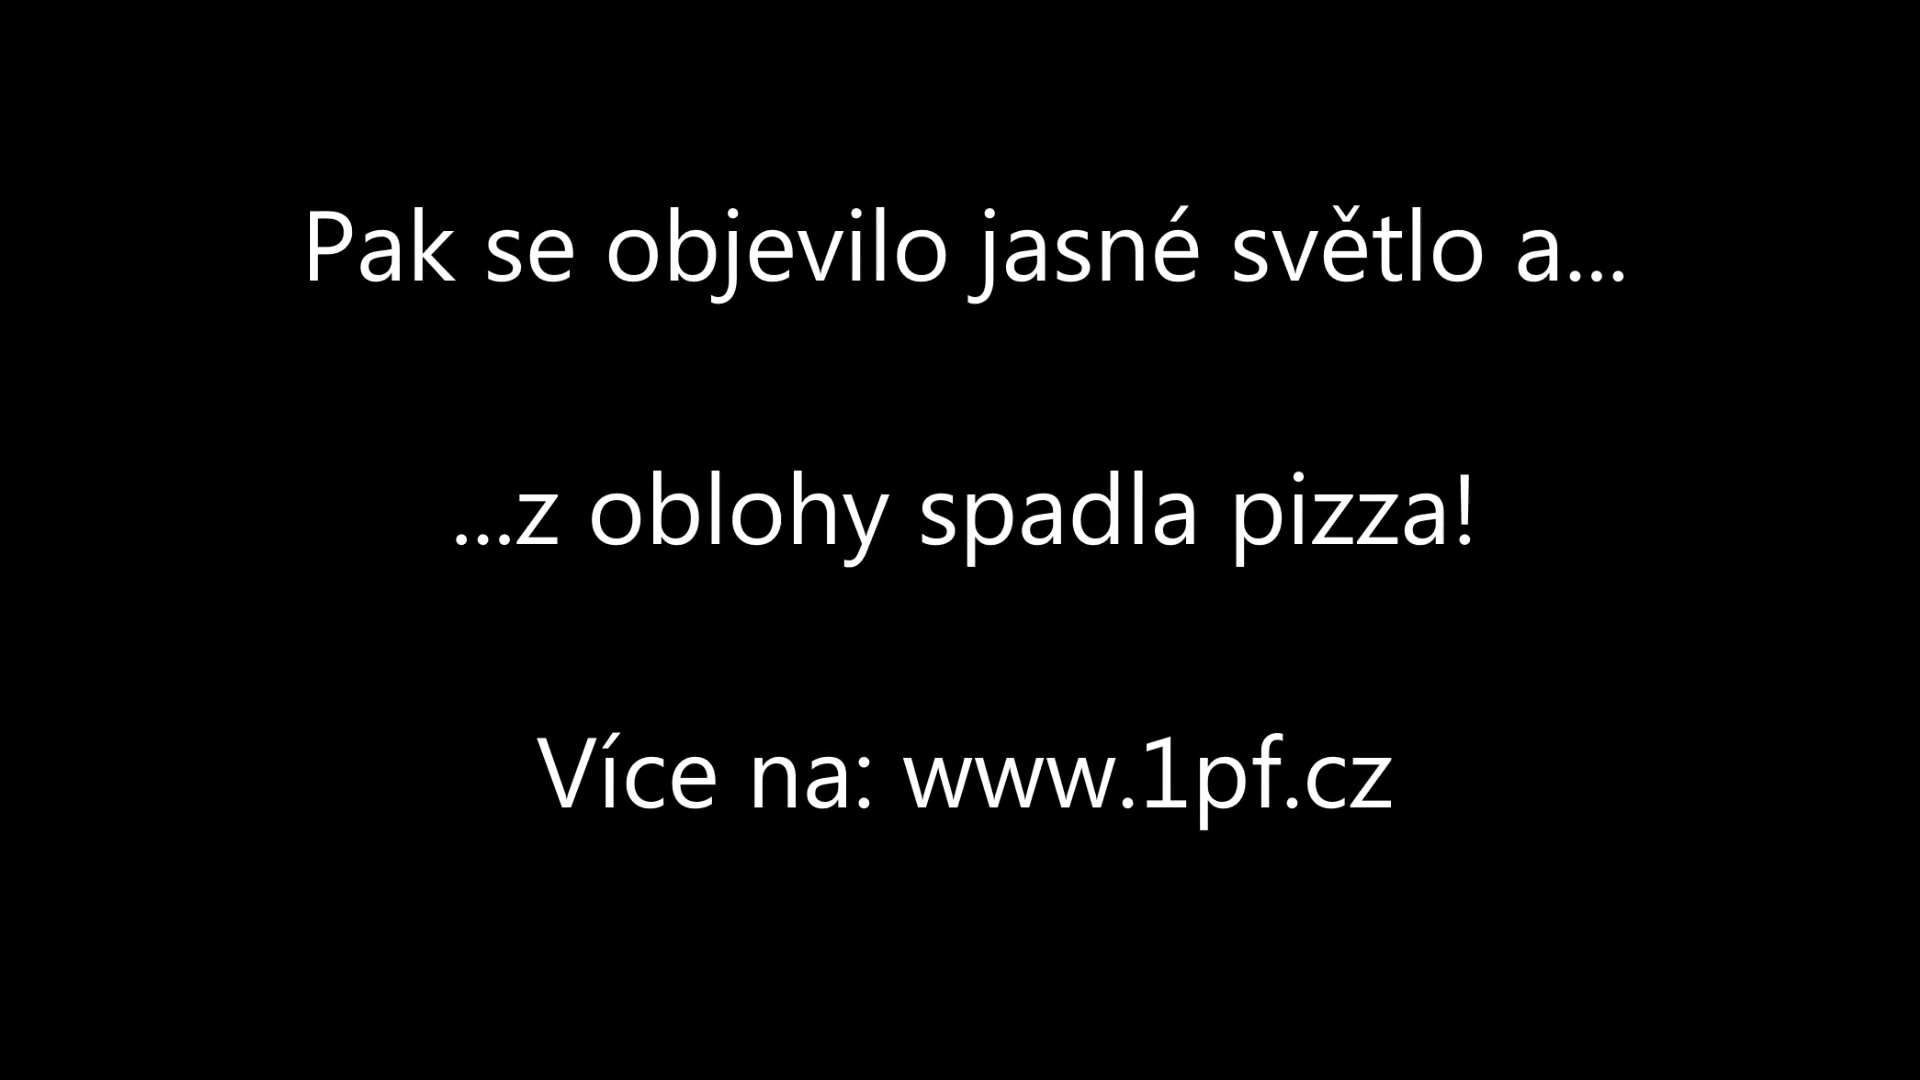 Pak se objevilo jasné světlo a...
...z oblohy spadla pizza!
Více na: www.1pf.cz